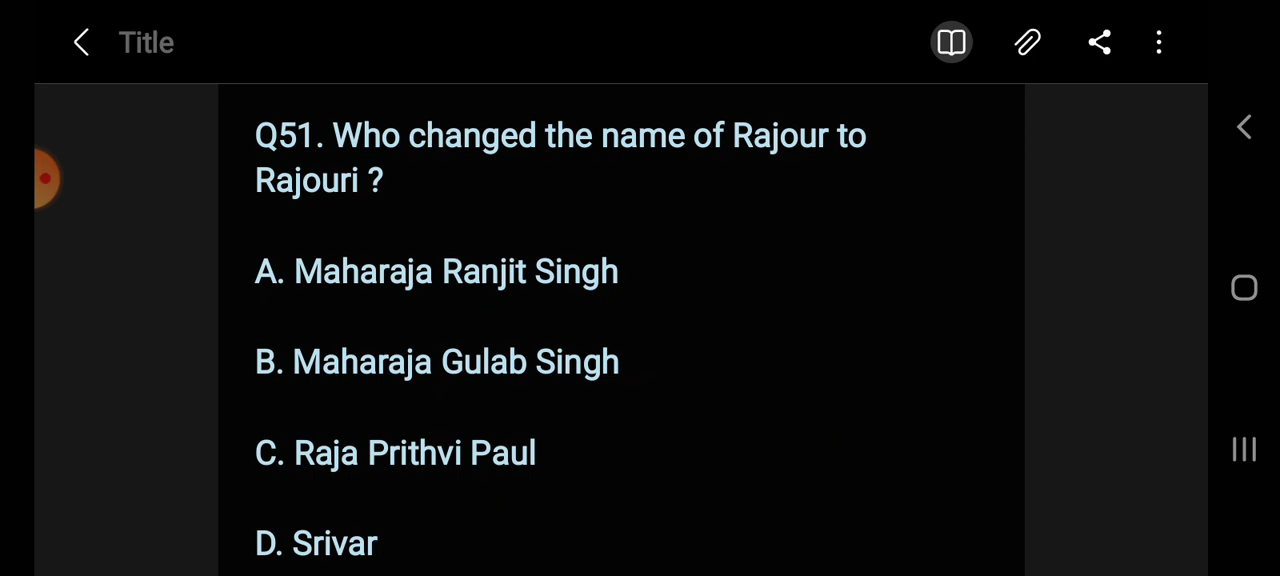 Title
Q51. Who changed the name of Rajour to
Rajouri ?
A. Maharaja Ranjit Singh
B. Maharaja Gulab Singh
C. Raja Prithvi Paul
D. Srivar